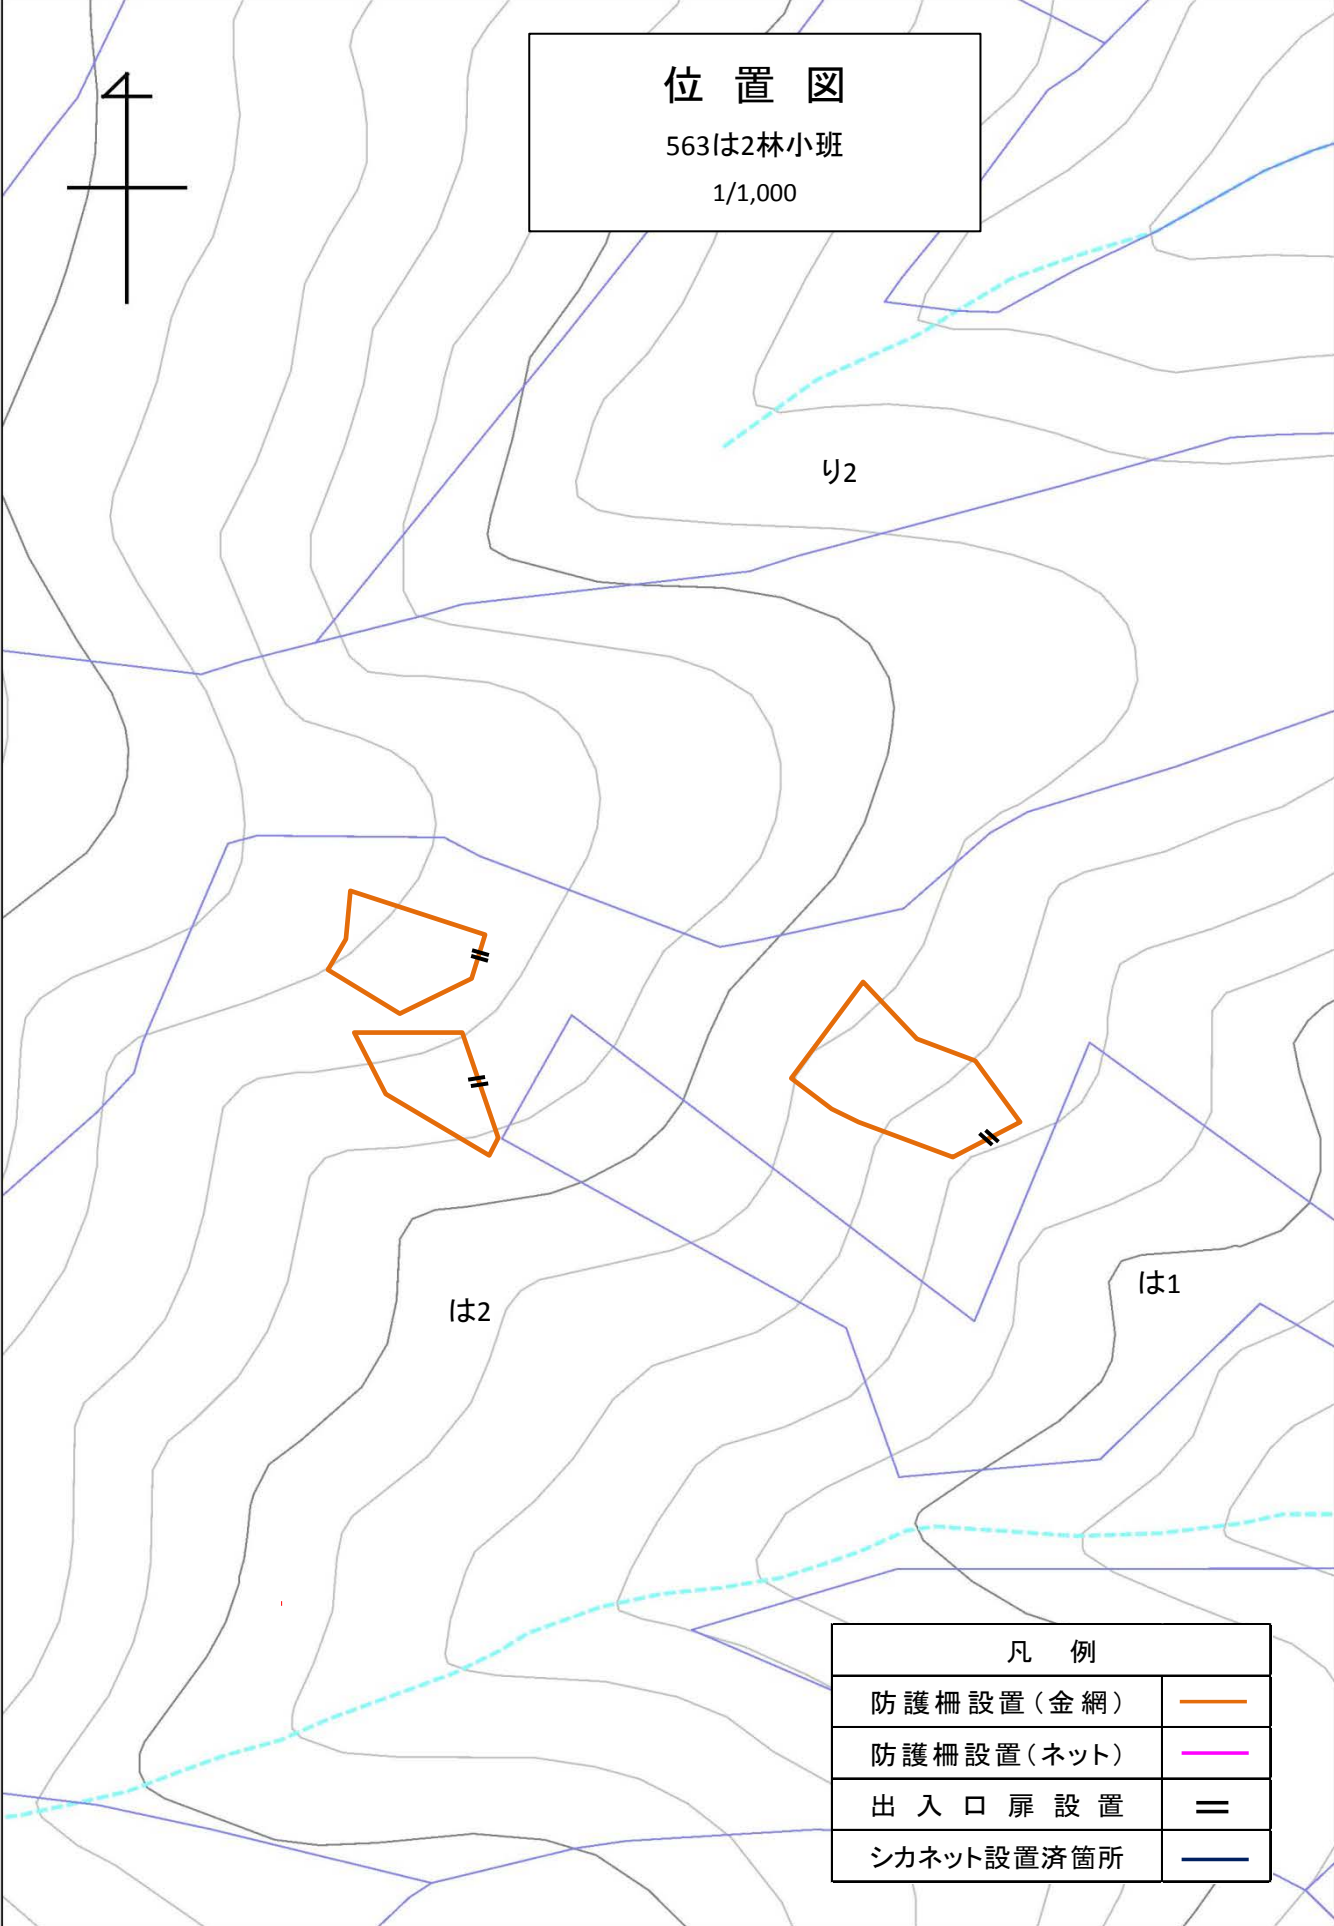 位置図
563は2林小班
1/1,000
り2
は1
は2
凡 例
防護柵設置(金網)
防護柵設置(ネット)
出入口扉設置
シカネット設置済箇所